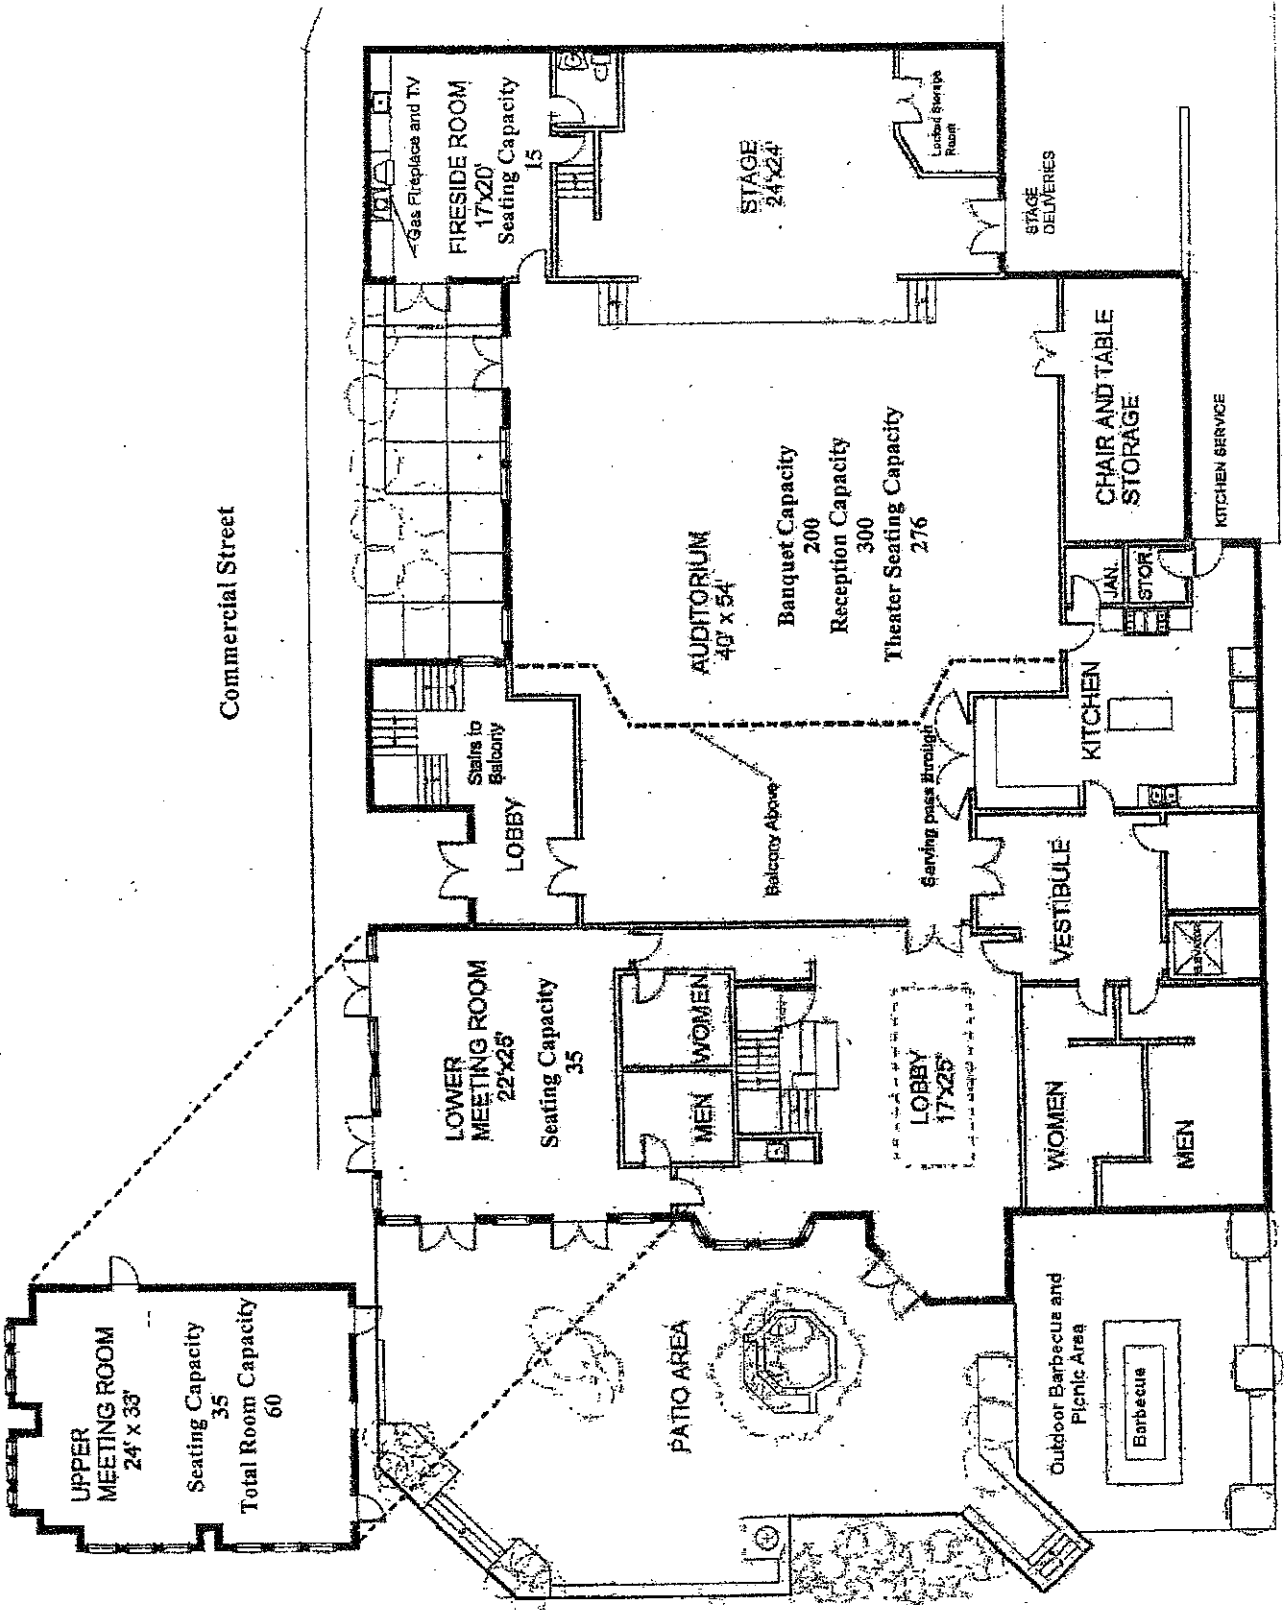 Commercial Street
UPPER
MEETING ROOM
24' x 33'
Seating Capacity
35
Total Room Capacity
60
LOWER
MEETING ROOM
22'x25'
Seating Capacity
35
MEN
WOMEN
LOBBY
17'x25'
WOMEN
MEN
VESTIBULE
ELEVATOR
PATIO AREA
Outdoor Barbecue and
Picnic Area
Barbecue
LOBBY
Stairs to
Balcony
Balcony Above
Serving pass through
KITCHEN
JAN.
STOR.
KITCHEN SERVICE
AUDITORIUM
40' x 54'
Banquet Capacity
200
Reception Capacity
300
Theater Seating Capacity
276
CHAIR AND TABLE
STORAGE
Gas Fireplace and TV
FIRESIDE ROOM
17'x20'
Seating Capacity
15
STAGE
24'x24'
Locked Storage
Room
STAGE
DELIVERIES